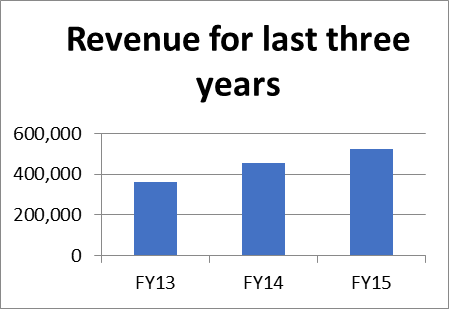 Revenue for last three
years
600,000
400,000
200,000
0
FY13 FY14 FY15